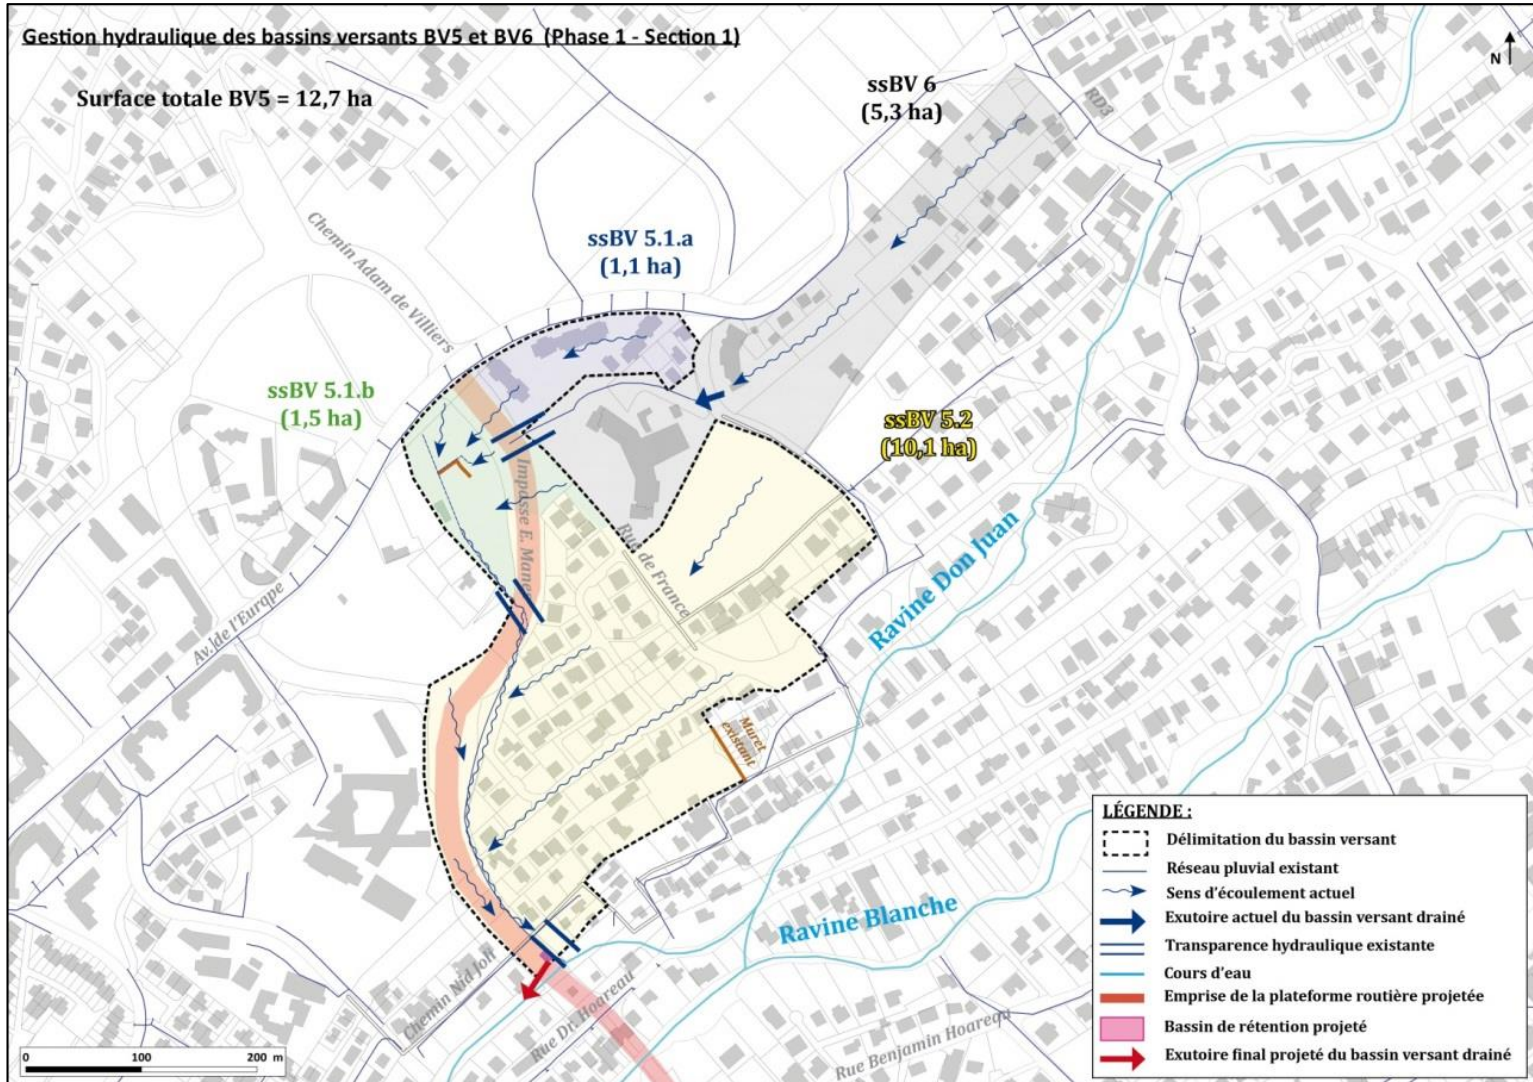 Gestion hydraulique des bassins versants BV5 et BV6 (Phase 1 - Section 1)
N
Surface totale BV5 = 12,7 ha
ssBV 6
(5,3 ha)
RD3
Chemin Adam de Villiers
ssBV 5.1.a
(1,1 ha)
ssBV 5.1.b
(1,5 ha)
ssBV 5.2
(10,1 ha)
Impasse E. Mane
Rue de France
Av. de l'Europe
Ravine Don Juan
Muret
existant
Ravine Blanche
Chemin Nid Joli
Rue Dr. Hoareau
Rue Benjamin Hoareau
0 100 200 m
LÉGENDE :
Délimitation du bassin versant
Réseau pluvial existant
Sens d'écoulement actuel
Exutoire actuel du bassin versant drainé
Transparence hydraulique existante
Cours d'eau
Emprise de la plateforme routière projetée
Bassin de rétention projeté
Exutoire final projeté du bassin versant drainé